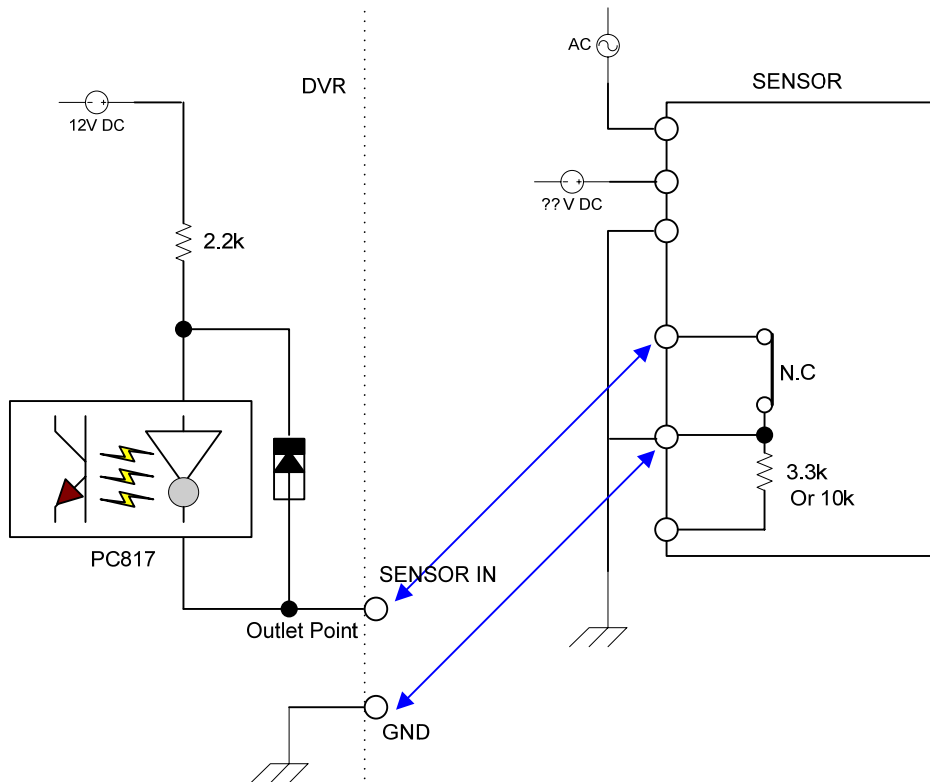 AC
DVR
SENSOR
- +
12V DC
- +
?? V DC
2.2k
N.C
3.3k
Or 10k
PC817
SENSOR IN
Outlet Point
GND